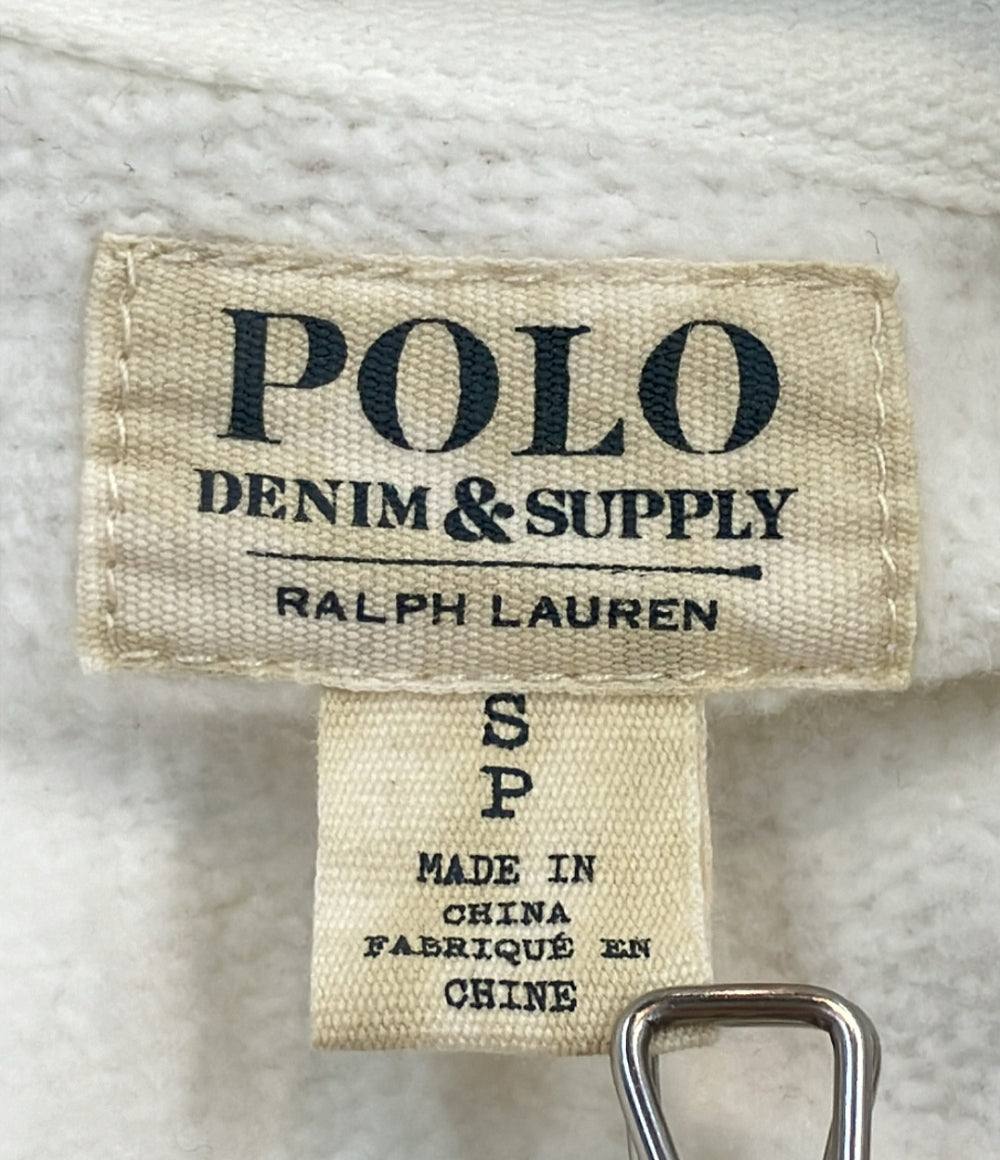 POLO
DENIM & SUPPLY
RALPH LAUREN
S
P
MADE IN
CHINA
FABRIQUÉ EN
CHINE